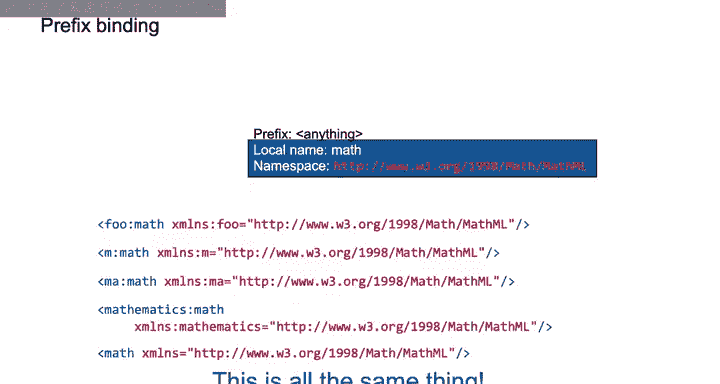 Prefix binding
Prefix: <anything>
Local name: math
Namespace: http://www.w3.org/1998/Math/MathML
<foo:math xmlns:foo="http://www.w3.org/1998/Math/MathML"/>
<m:math xmlns:m="http://www.w3.org/1998/Math/MathML"/>
<ma:math xmlns:ma="http://www.w3.org/1998/Math/MathML"/>
<mathematics:math
xmlns:mathematics="http://www.w3.org/1998/Math/MathML"/>
<math xmlns="http://www.w3.org/1998/Math/MathML"/>
This is all the same thing!